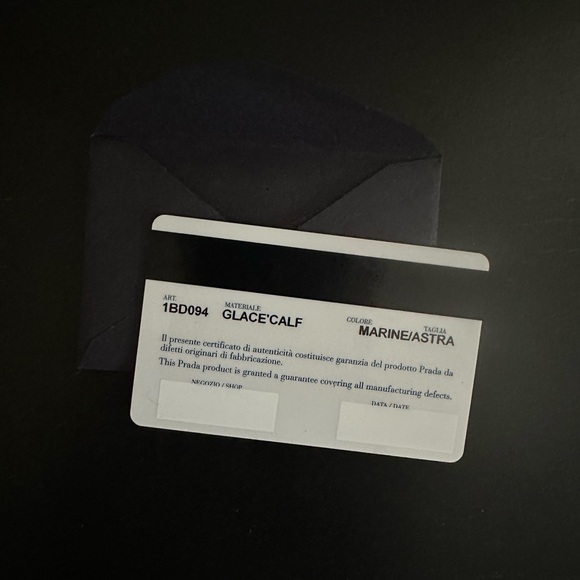 ART
1BD094
MATERIALE
GLACE'CALF
COLORE
TAGLIA
MARINE/ASTRA
Il presente certificato di autenticità costituisce garanzia del prodotto Prada da
difetti originari di fabbricazione.
This Prada product is granted a guarantee covering all manufacturing defects.
NEGOZIO / SHOP
DATA / DATE